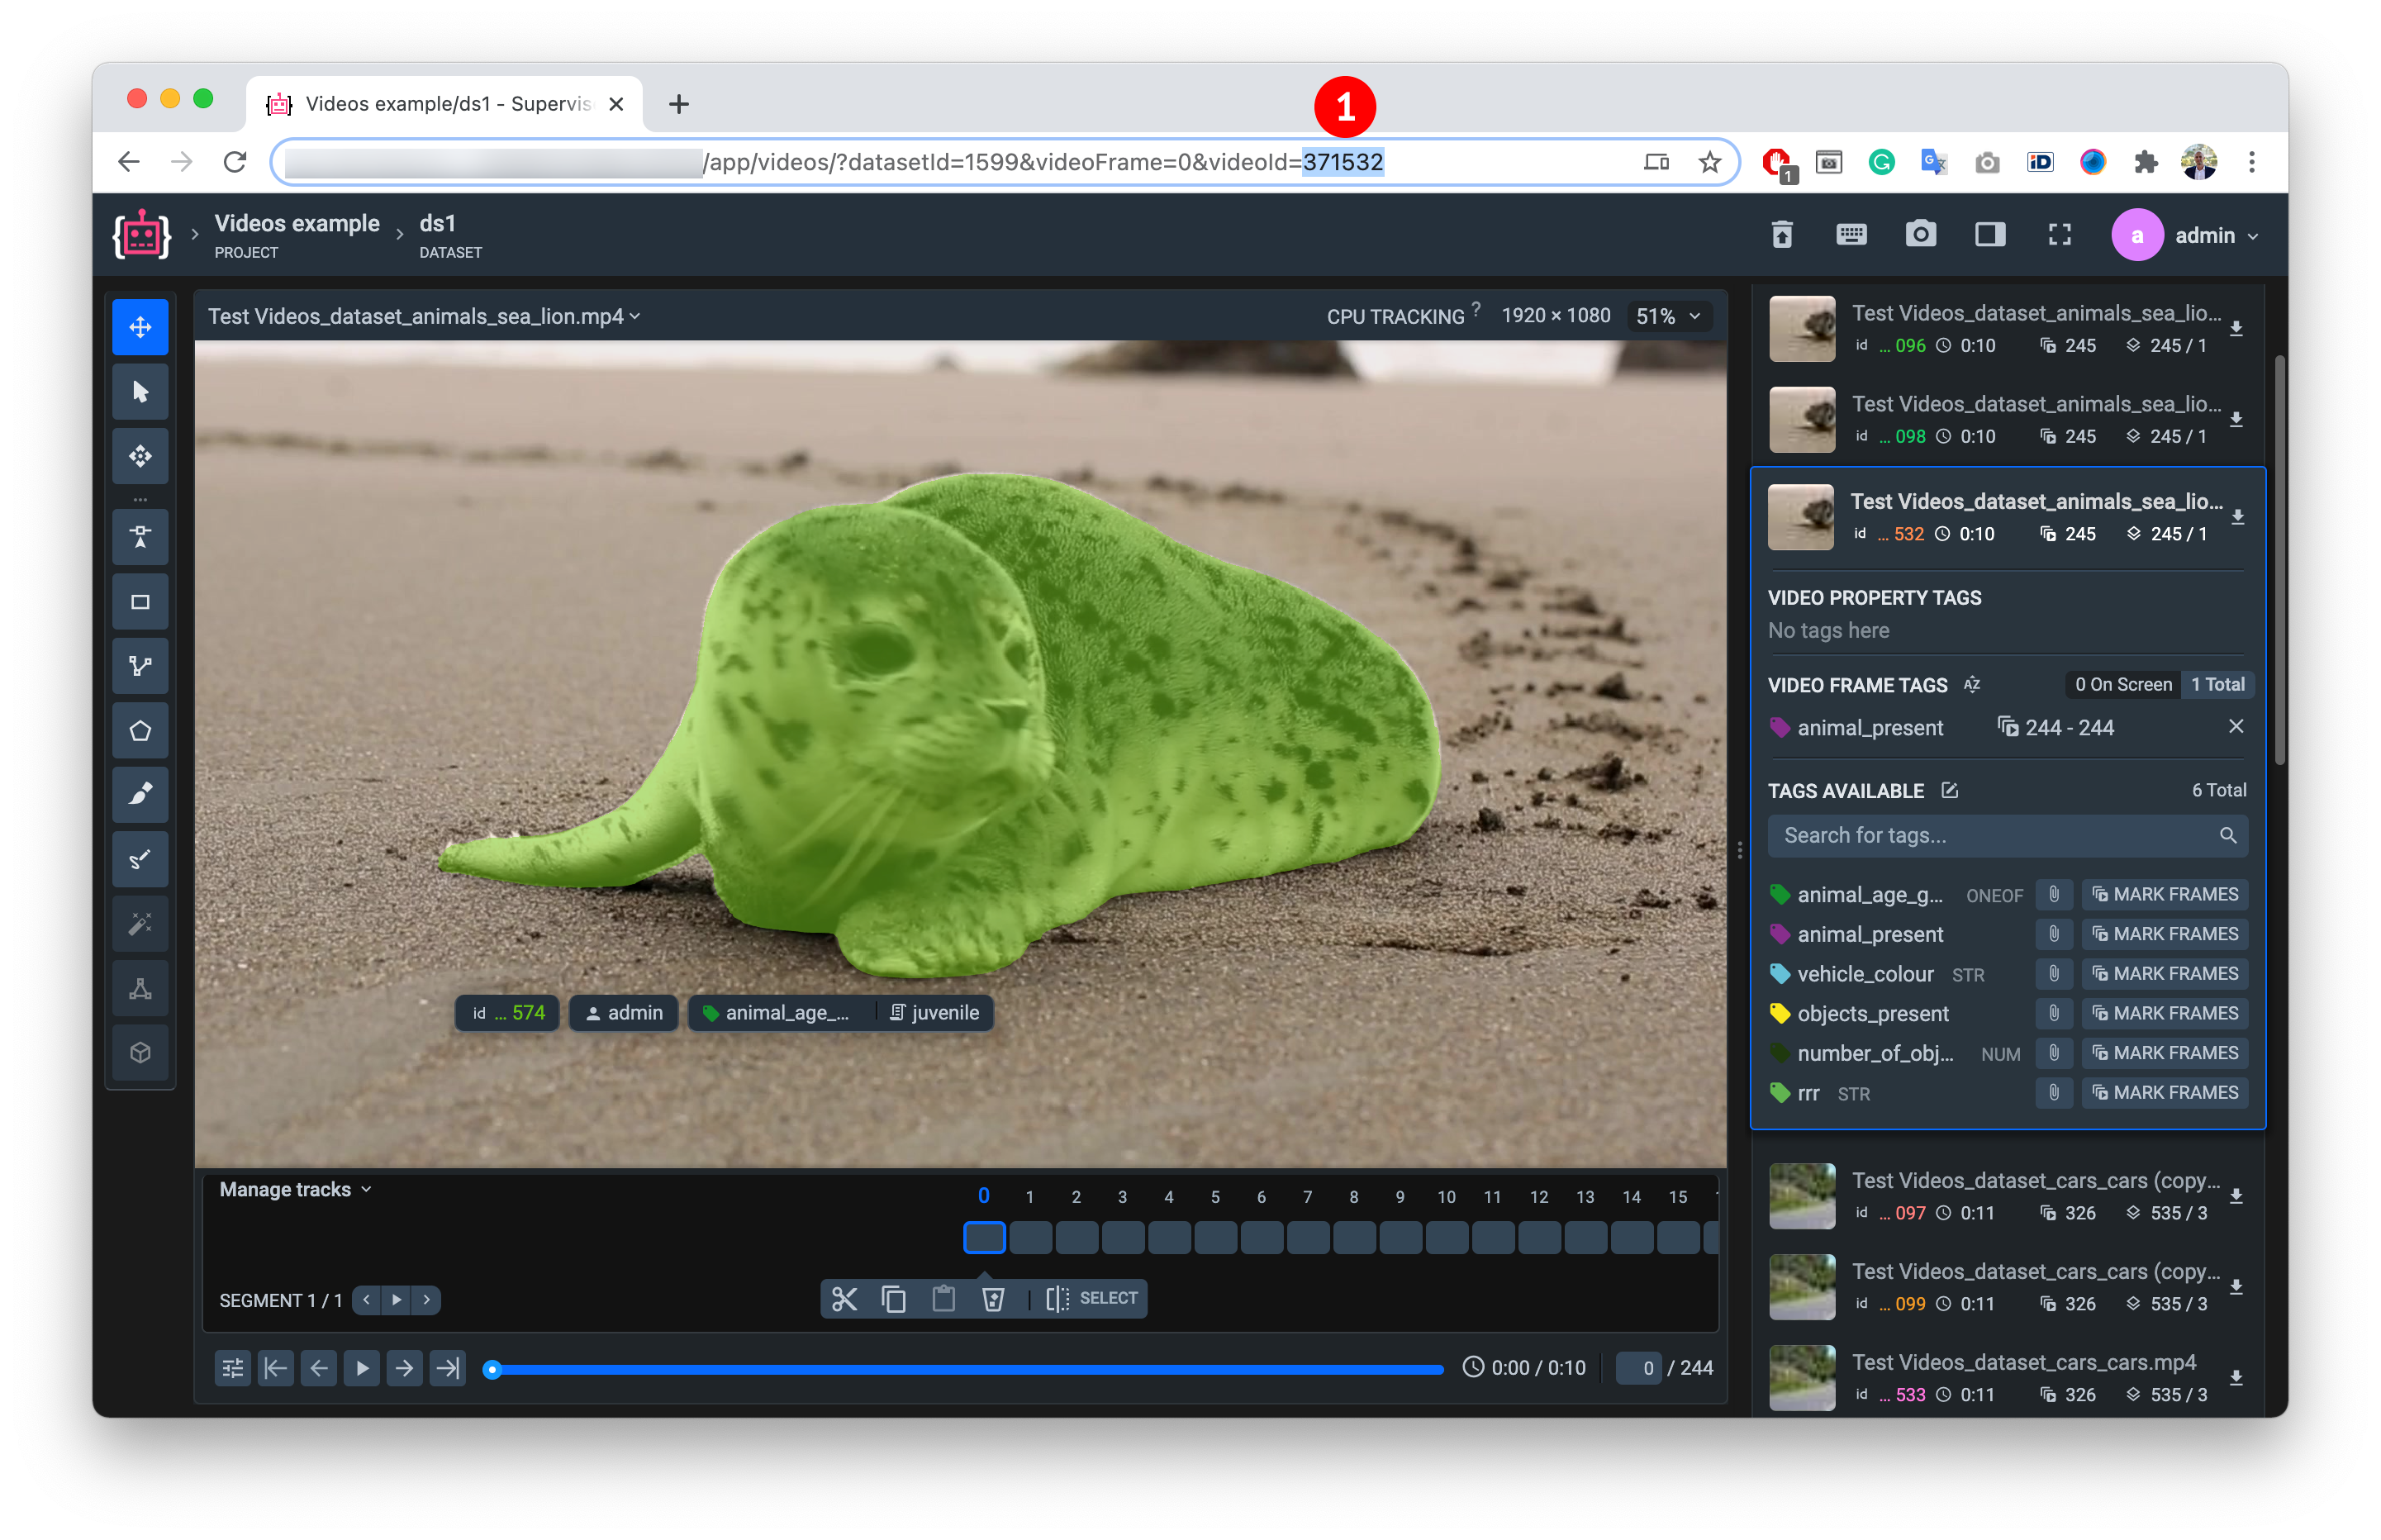 Videos example/ds1 - Supervis
1
/app/videos/?datasetId=1599&videoFrame=0&videoId=371532
1
iD
Videos example
PROJECT
ds1
DATASET
a
admin
Test Videos_dataset_animals_sea_lion.mp4
CPU TRACKING ?
1920 × 1080
51%
Test Videos_dataset_animals_sea_lio...
id ... 096 0:10 245 245 / 1
Test Videos_dataset_animals_sea_lio...
id ... 098 0:10 245 245 / 1
Test Videos_dataset_animals_sea_lio...
id ... 532 0:10 245 245 / 1
VIDEO PROPERTY TAGS
No tags here
VIDEO FRAME TAGS AZ 0 On Screen 1 Total
animal_present 244 - 244
TAGS AVAILABLE 6 Total
Search for tags...
animal_age_g... ONEOF MARK FRAMES
animal_present MARK FRAMES
vehicle_colour STR MARK FRAMES
objects_present MARK FRAMES
number_of_obj... NUM MARK FRAMES
rrr STR MARK FRAMES
Test Videos_dataset_cars_cars (copy...
id ... 097 0:11 326 535 / 3
Test Videos_dataset_cars_cars (copy...
id ... 099 0:11 326 535 / 3
Test Videos_dataset_cars_cars.mp4
id ... 533 0:11 326 535 / 3
id ... 574 admin animal_age_... juvenile
Manage tracks
0 1 2 3 4 5 6 7 8 9 10 11 12 13 14 15
SEGMENT 1 / 1
SELECT
0:00 / 0:10 0 / 244